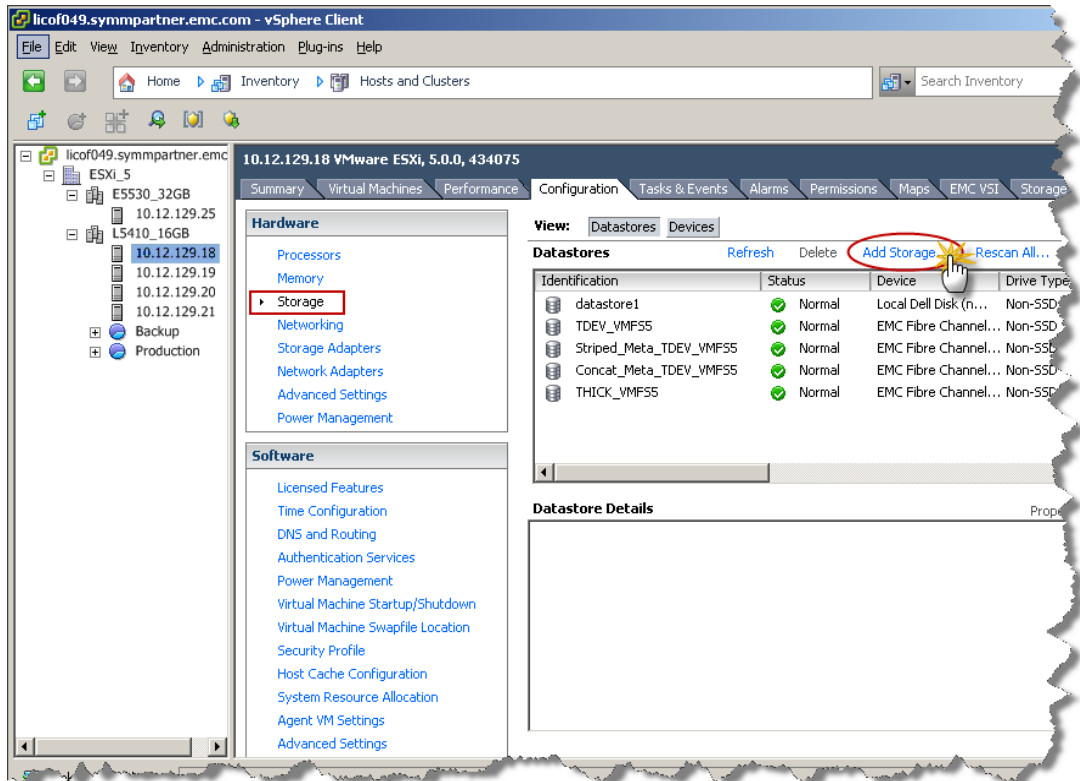 licof049.symmpartner.emc.com - vSphere Client
File Edit View Inventory Administration Plug-ins Help
Home Inventory Hosts and Clusters
Search Inventory
licof049.symmpartner.emc
ESXi_5
E5530_32GB
10.12.129.25
L5410_16GB
10.12.129.18
10.12.129.19
10.12.129.20
10.12.129.21
Backup
Production
10.12.129.18 VMware ESXi, 5.0.0, 434075
Summary Virtual Machines Performance Configuration Tasks & Events Alarms Permissions Maps EMC VSI Storage
Hardware
Processors
Memory
Storage
Networking
Storage Adapters
Network Adapters
Advanced Settings
Power Management
Software
Licensed Features
Time Configuration
DNS and Routing
Authentication Services
Power Management
Virtual Machine Startup/Shutdown
Virtual Machine Swapfile Location
Security Profile
Host Cache Configuration
System Resource Allocation
Agent VM Settings
Advanced Settings
View: Datastores Devices
Datastores Refresh Delete Add Storage... Rescan All...
Identification Status Device Drive Type
datastore1 Normal Local Dell Disk (n... Non-SSD
TDEV_VMFS5 Normal EMC Fibre Channel... Non-SSD
Striped_Meta_TDEV_VMFS5 Normal EMC Fibre Channel... Non-SSD
Concat_Meta_TDEV_VMFS5 Normal EMC Fibre Channel... Non-SSD
THICK_VMFS5 Normal EMC Fibre Channel... Non-SSD
Datastore Details Prope